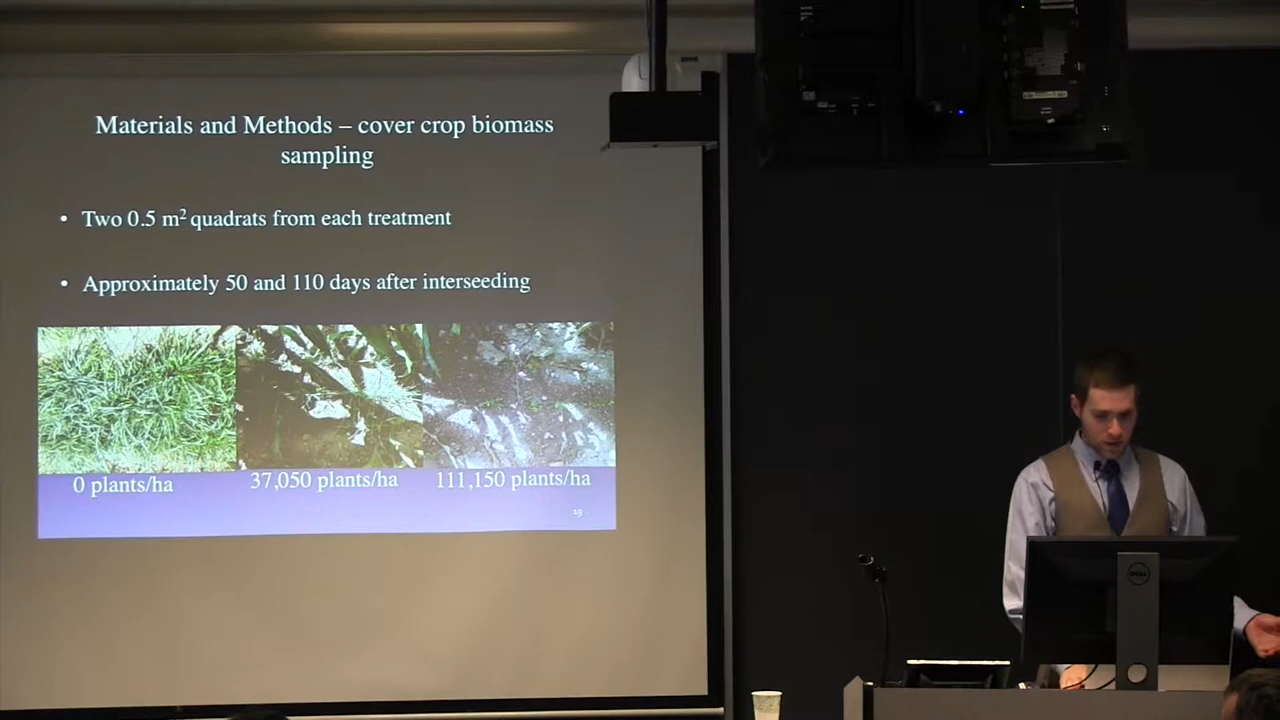 Materials and Methods – cover crop biomass
sampling
• Two 0.5 m² quadrats from each treatment
• Approximately 50 and 110 days after interseeding
0 plants/ha
37,050 plants/ha
111,150 plants/ha
19
DELL